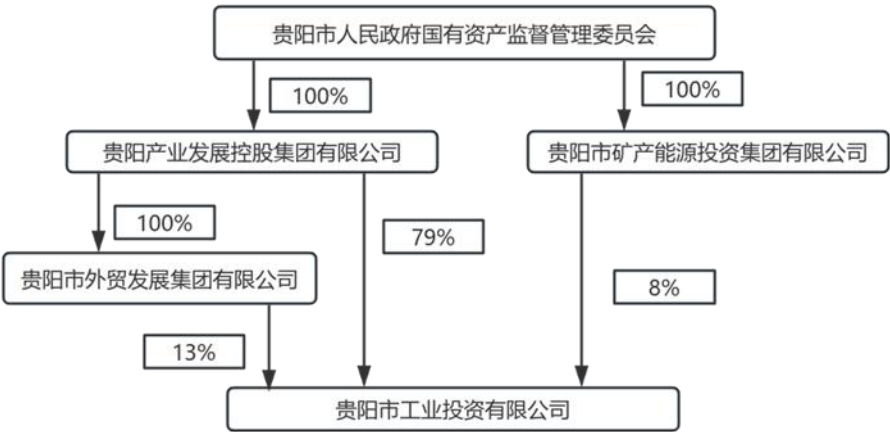 贵阳市人民政府国有资产监督管理委员会
100%
100%
贵阳产业发展控股集团有限公司
贵阳市矿产能源投资集团有限公司
100%
79%
贵阳市外贸发展集团有限公司
8%
13%
贵阳市工业投资有限公司